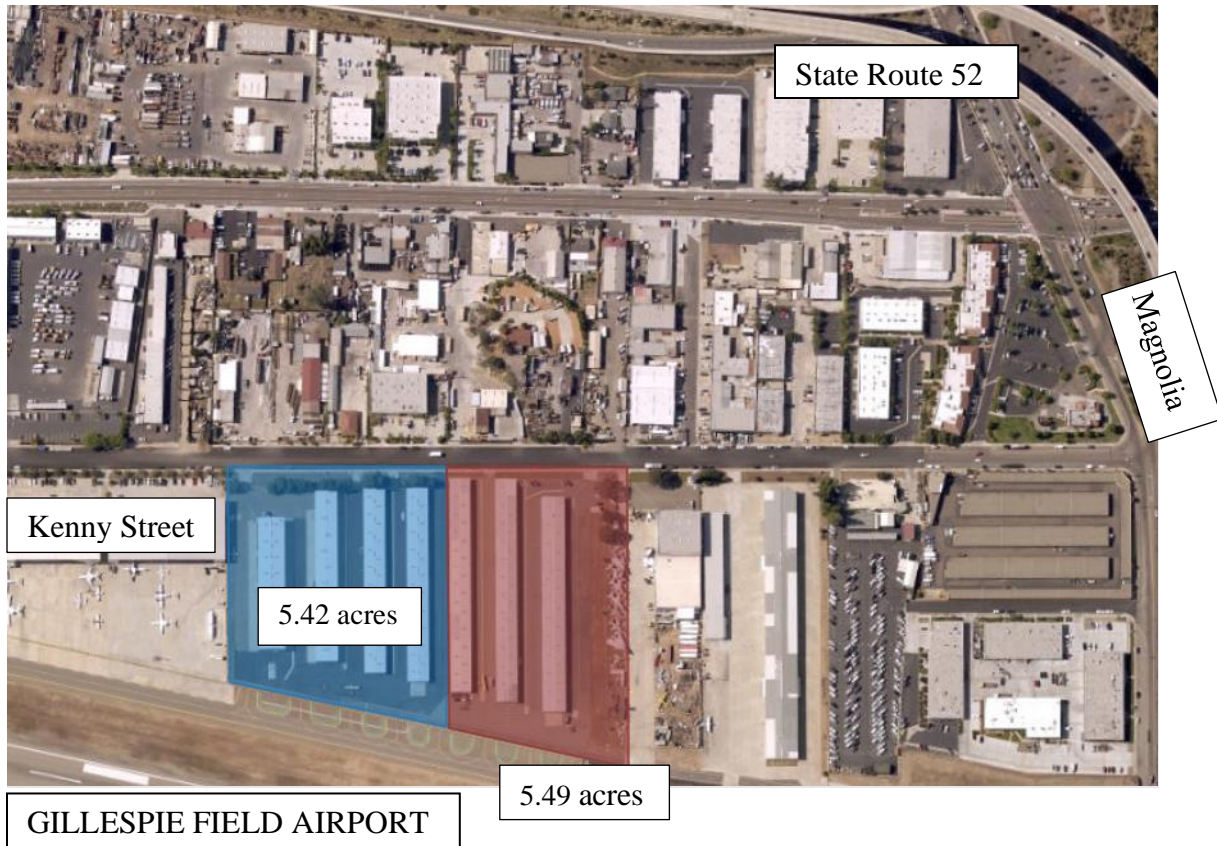 State Route 52
Magnolia
Kenny Street
5.42 acres
5.49 acres
GILLESPIE FIELD AIRPORT